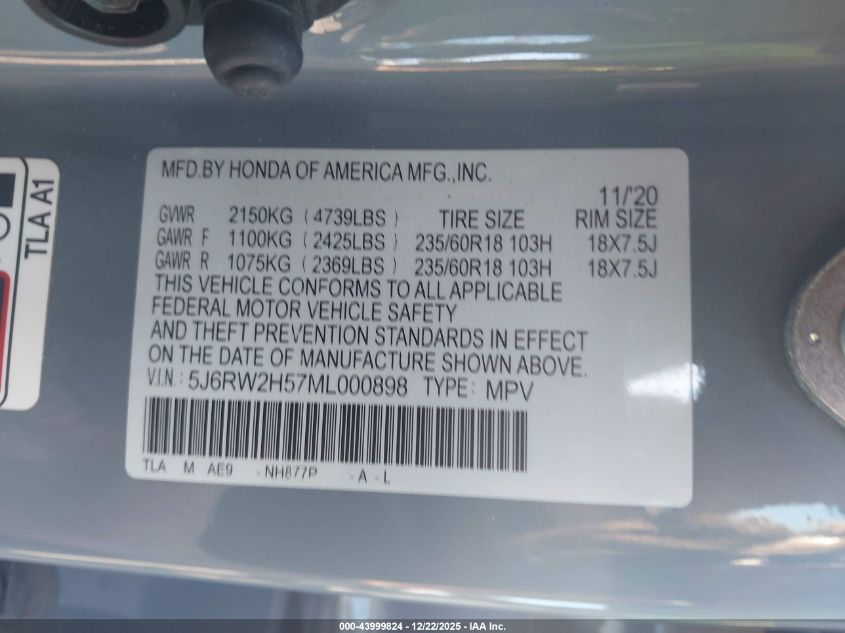 MFD.BY HONDA OF AMERICA MFG.,INC.
11/'20
GVWR 2150KG (4739LBS) TIRE SIZE RIM SIZE
GAWR F 1100KG (2425LBS) 235/60R18 103H 18X7.5J
GAWR R 1075KG (2369LBS) 235/60R18 103H 18X7.5J
THIS VEHICLE CONFORMS TO ALL APPLICABLE
FEDERAL MOTOR VEHICLE SAFETY
AND THEFT PREVENTION STANDARDS IN EFFECT
ON THE DATE OF MANUFACTURE SHOWN ABOVE.
V.I.N.: 5J6RW2H57ML000898 TYPE: MPV
TLA M AE9 -NH877P -A-L
TLA A1
000-43999824 - 12/22/2025 - IAA Inc.